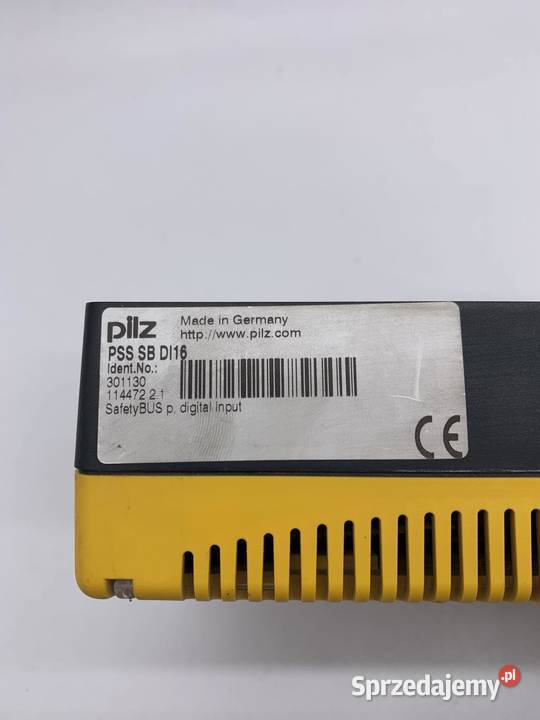 pilz
Made in Germany
http://www.pilz.com
PSS SB DI16
Ident.No.:
301130
114472 2.1
SafetyBUS p, digital input
CE
Sprzedajemy.pl